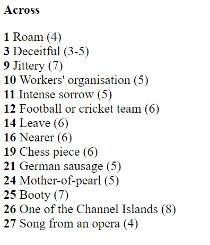 Across
1 Roam (4)
3 Deceitful (3-5)
9 Jittery (7)
10 Workers' organisation (5)
11 Intense sorrow (5)
12 Football or cricket team (6)
14 Leave (6)
16 Nearer (6)
19 Chess piece (6)
21 German sausage (5)
24 Mother-of-pearl (5)
25 Booty (7)
26 One of the Channel Islands (8)
27 Song from an opera (4)